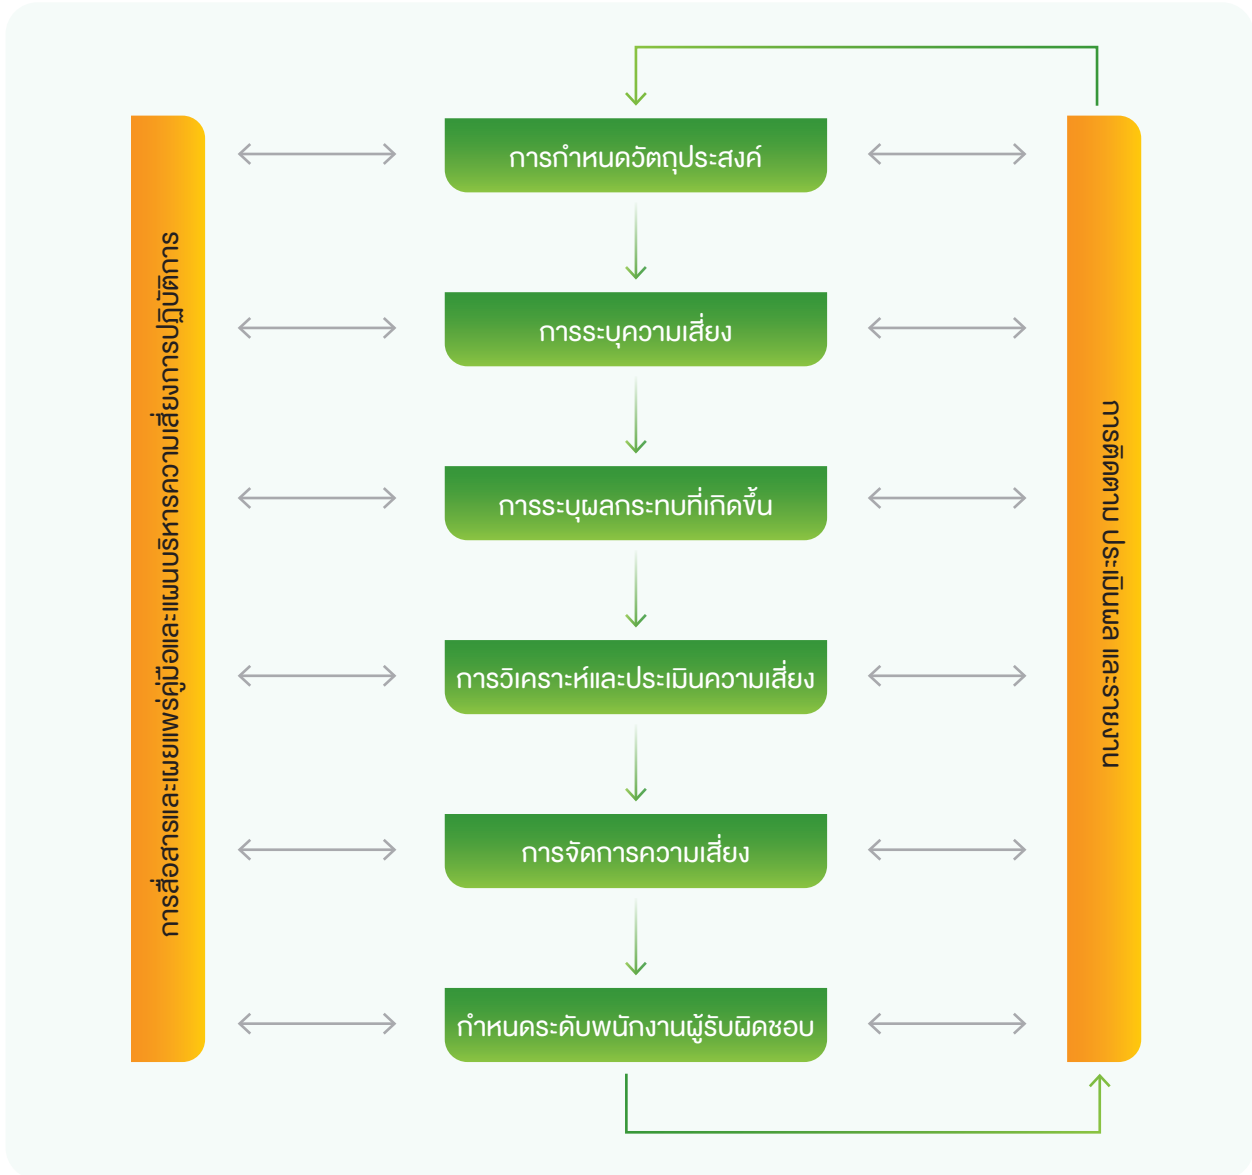 การกำหนดวัตถุประสงค์
การสื่อสารและเผยแพร่คู่มือและแผนบริหารความเสี่ยงการปฏิบัติการ
การระบุความเสี่ยง
การระบุผลกระทบที่เกิดขึ้น
การติดตาม ประเมินผล และรายงาน
การวิเคราะห์และประเมินความเสี่ยง
การจัดการความเสี่ยง
กำหนดระดับพนักงานผู้รับผิดชอบ